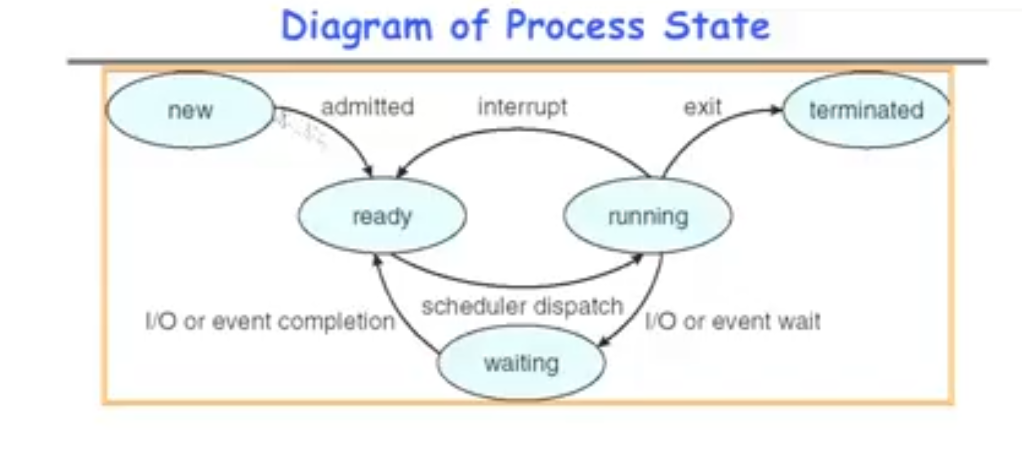 Diagram of Process State
new
admitted
interrupt
exit
terminated
ready
running
scheduler dispatch
I/O or event completion
I/O or event wait
waiting